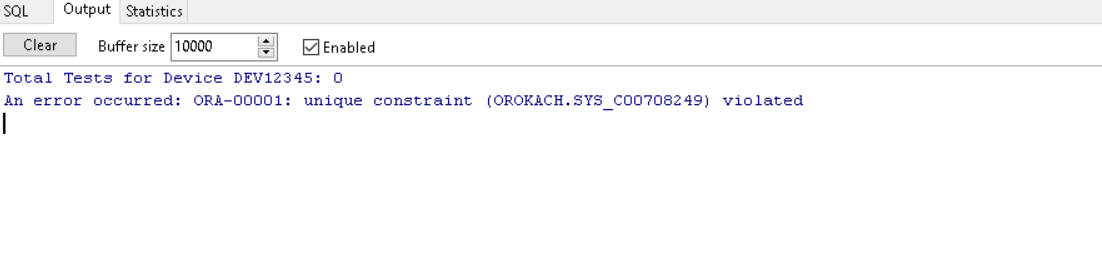 SQL Output Statistics
Clear Buffer size 10000 Enabled
Total Tests for Device DEV12345: 0
An error occurred: ORA-00001: unique constraint (OROKACH.SYS_C00708249) violated